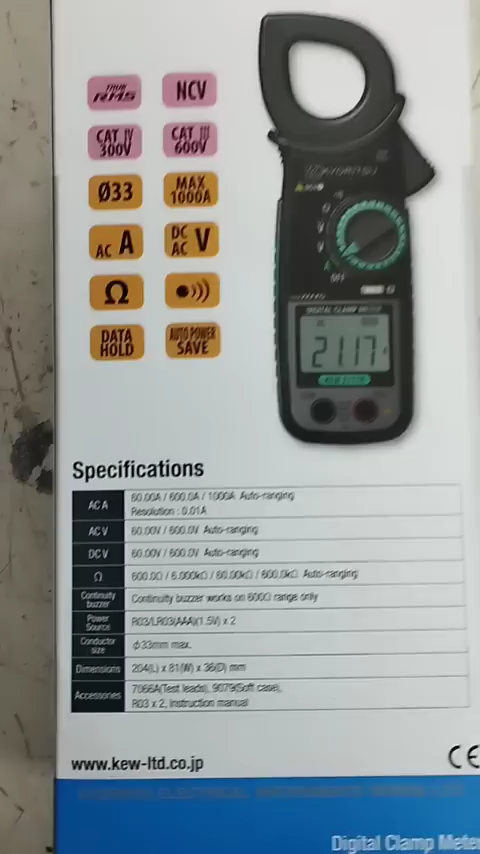 TRUE
RMS
NCV
CAT IV
300V
CAT III
600V
Ø33
MAX
1000A
AC A
DC
AC V
Ω
DATA
HOLD
AUTO POWER
SAVE
KYORITSU
OFF
DIGITAL CLAMP METER
2117
Specifications
AC A
60.00A / 600.0A / 1000A Auto-ranging
Resolution : 0.01A
AC V
60.00V / 600.0V Auto-ranging
DC V
60.00V / 600.0V Auto-ranging
Ω
600.0Ω / 6.000kΩ / 60.00kΩ / 600.0kΩ Auto-ranging
Continuity
buzzer
Continuity buzzer works on 600Ω range only
Power
Source
R03/LR03(AAA)(1.5V) x 2
Conductor
size
φ33mm max.
Dimensions
204(L) x 81(W) x 36(D) mm
Accessories
7066A(Test leads), 9079(Soft case),
R03 x 2, Instruction manual
www.kew-ltd.co.jp
CE
Digital Clamp Meter